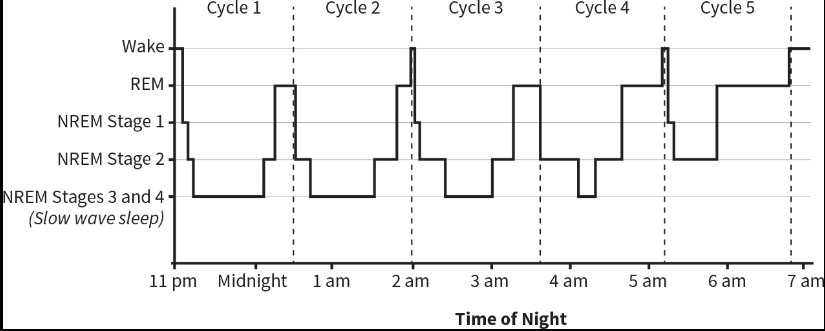 Cycle 1 Cycle 2 Cycle 3 Cycle 4 Cycle 5
Wake
REM
NREM Stage 1
NREM Stage 2
NREM Stages 3 and 4
(Slow wave sleep)
11 pm Midnight 1 am 2 am 3 am 4 am 5 am 6 am 7 am
Time of Night